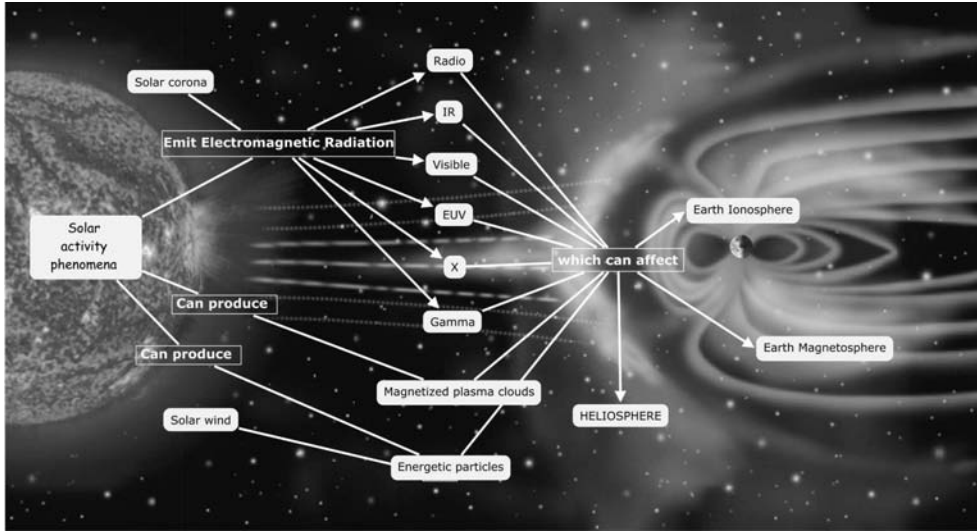 Solar corona
Emit Electromagnetic Radiation
Solar
activity
phenomena
Can produce
Can produce
Solar wind
Radio
IR
Visible
EUV
X
Gamma
Magnetized plasma clouds
Energetic particles
which can affect
Earth Ionosphere
Earth Magnetosphere
HELIOSPHERE